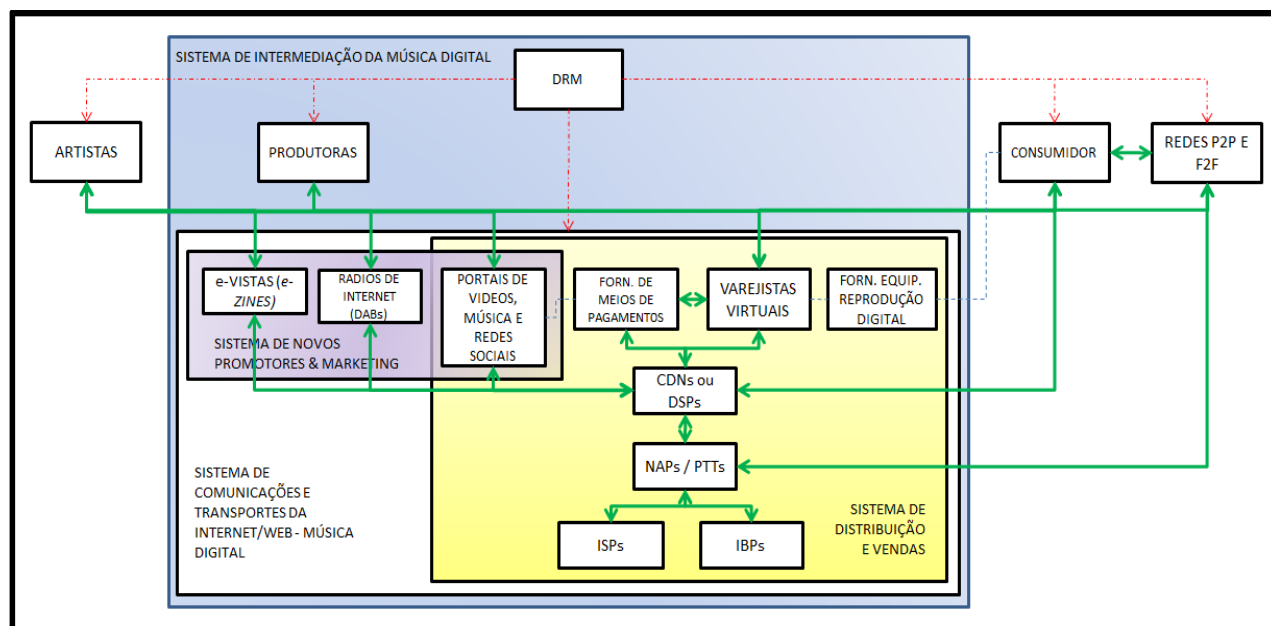 SISTEMA DE INTERMEDIAÇÃO DA MÚSICA DIGITAL
DRM
ARTISTAS
PRODUTORAS
CONSUMIDOR
REDES P2P E
F2F
e-VISTAS (e-
ZINES)
RADIOS DE
INTERNET
(DABs)
PORTAIS DE
VIDEOS,
MÚSICA E
REDES
SOCIAIS
FORN. DE
MEIOS DE
PAGAMENTOS
VAREJISTAS
VIRTUAIS
FORN. EQUIP.
REPRODUÇÃO
DIGITAL
SISTEMA DE NOVOS
PROMOTORES & MARKETING
CDNs ou
DSPs
NAPs / PTTs
SISTEMA DE
COMUNICAÇÕES E
TRANSPORTES DA
INTERNET/WEB - MÚSICA
DIGITAL
ISPs
IBPs
SISTEMA DE
DISTRIBUIÇÃO
E VENDAS